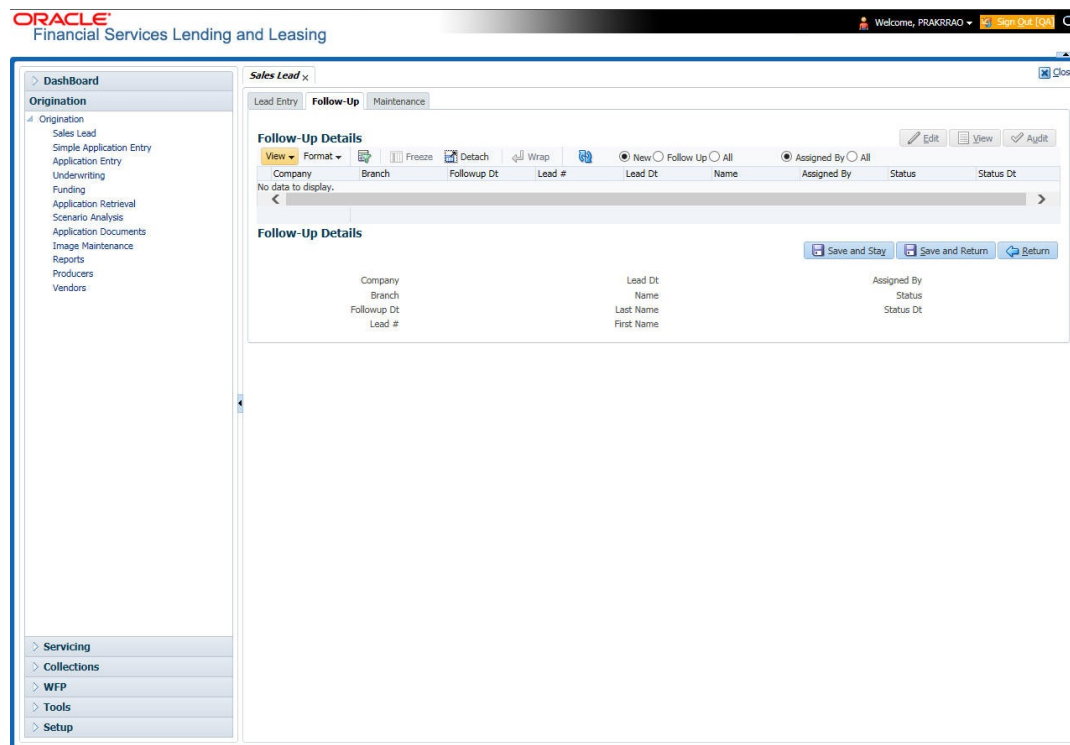 ORACLE®
Financial Services Lending and Leasing
Welcome, PRAKRRAO
Sign Out [QA]
DashBoard
Origination
Origination
Sales Lead
Simple Application Entry
Application Entry
Underwriting
Funding
Application Retrieval
Scenario Analysis
Application Documents
Image Maintenance
Reports
Producers
Vendors
Servicing
Collections
WFP
Tools
Setup
Sales Lead x
Clos
Lead Entry Follow-Up Maintenance
Follow-Up Details
Edit View Audit
View Format Freeze Detach Wrap New Follow Up All Assigned By All
Company Branch Followup Dt Lead # Lead Dt Name Assigned By Status Status Dt
No data to display.
Follow-Up Details
Save and Stay Save and Return Return
Company Lead Dt Assigned By
Branch Name Status
Followup Dt Last Name Status Dt
Lead # First Name